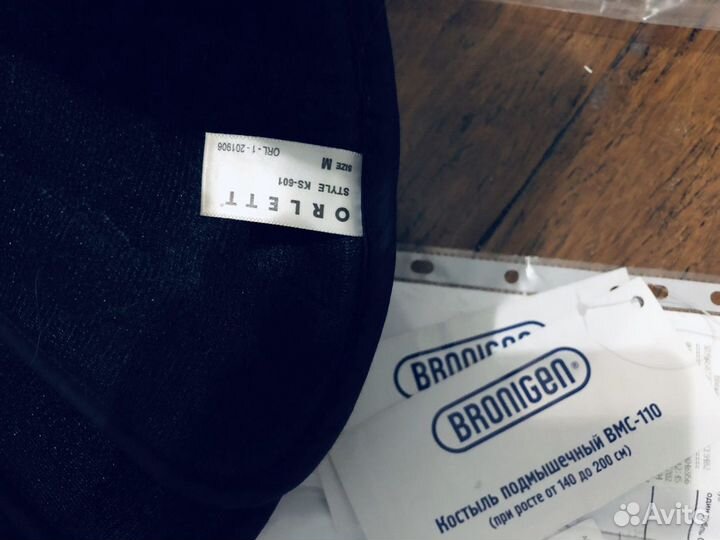 ORLETT
STYLE KS-601
SIZE M
ORL-1-201906
BRONIGEN
BRONIGEN®
Костыль подмышечный BMC-110
(при росте от 140 до 200 см)
Avito